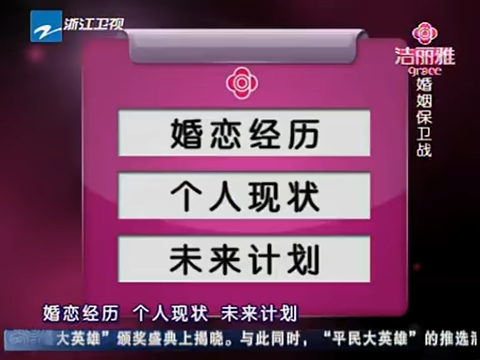 浙江卫视
洁丽雅
grace
婚姻保卫战
婚恋经历
个人现状
未来计划
婚恋经历 个人现状 未来计划
大英雄”颁奖盛典上揭晓。与此同时，“平民大英雄”的推选